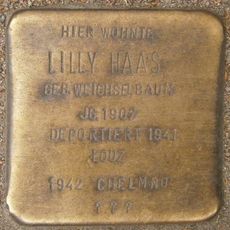 HIER WOHNTE
LILLY HAAS
GEB. WEICHSELBAUM
JG. 1907
DEPORTIERT 1941
LODZ
1942 CHELMNO
? ? ?